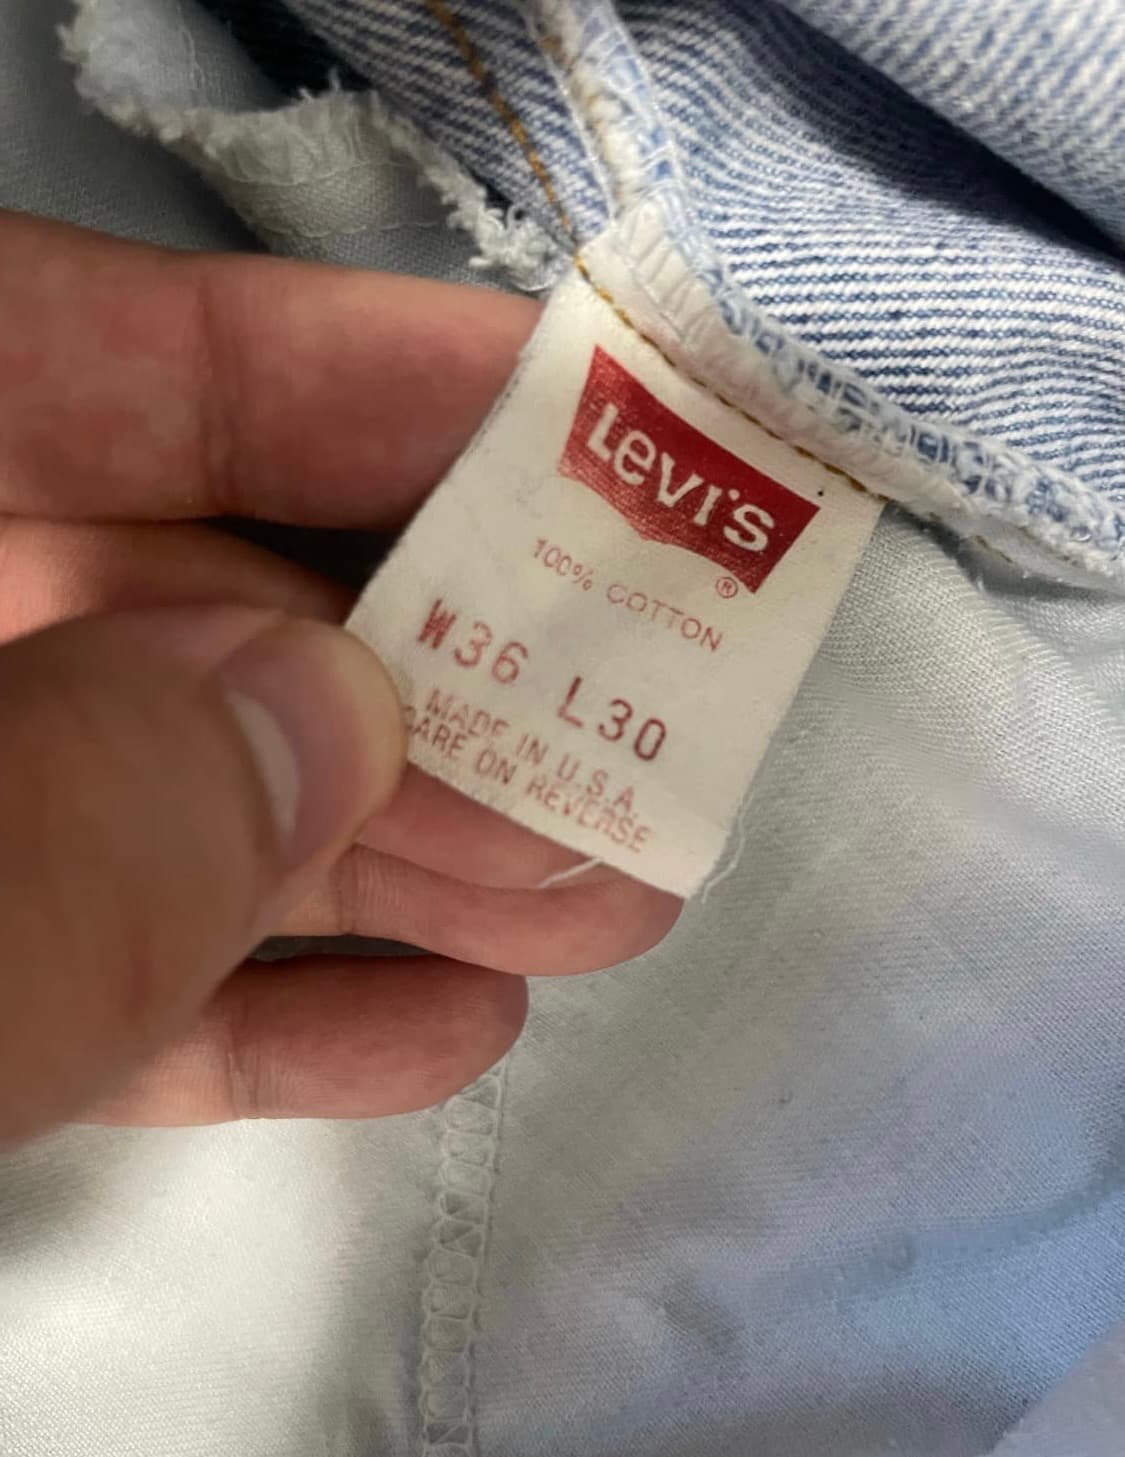 Levi's
®
100% COTTON
W36 L30
MADE IN U.S.A.
CARE ON REVERSE